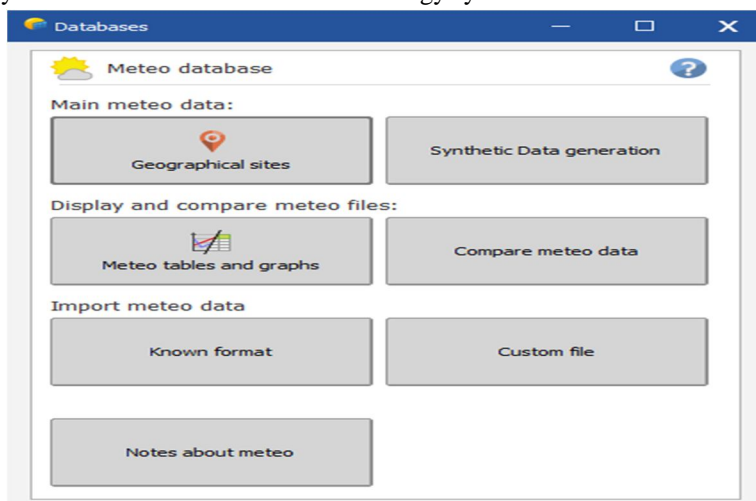 Databases
Meteo database
?
Main meteo data:
Geographical sites
Synthetic Data generation
Display and compare meteo files:
Meteo tables and graphs
Compare meteo data
Import meteo data
Known format
Custom file
Notes about meteo